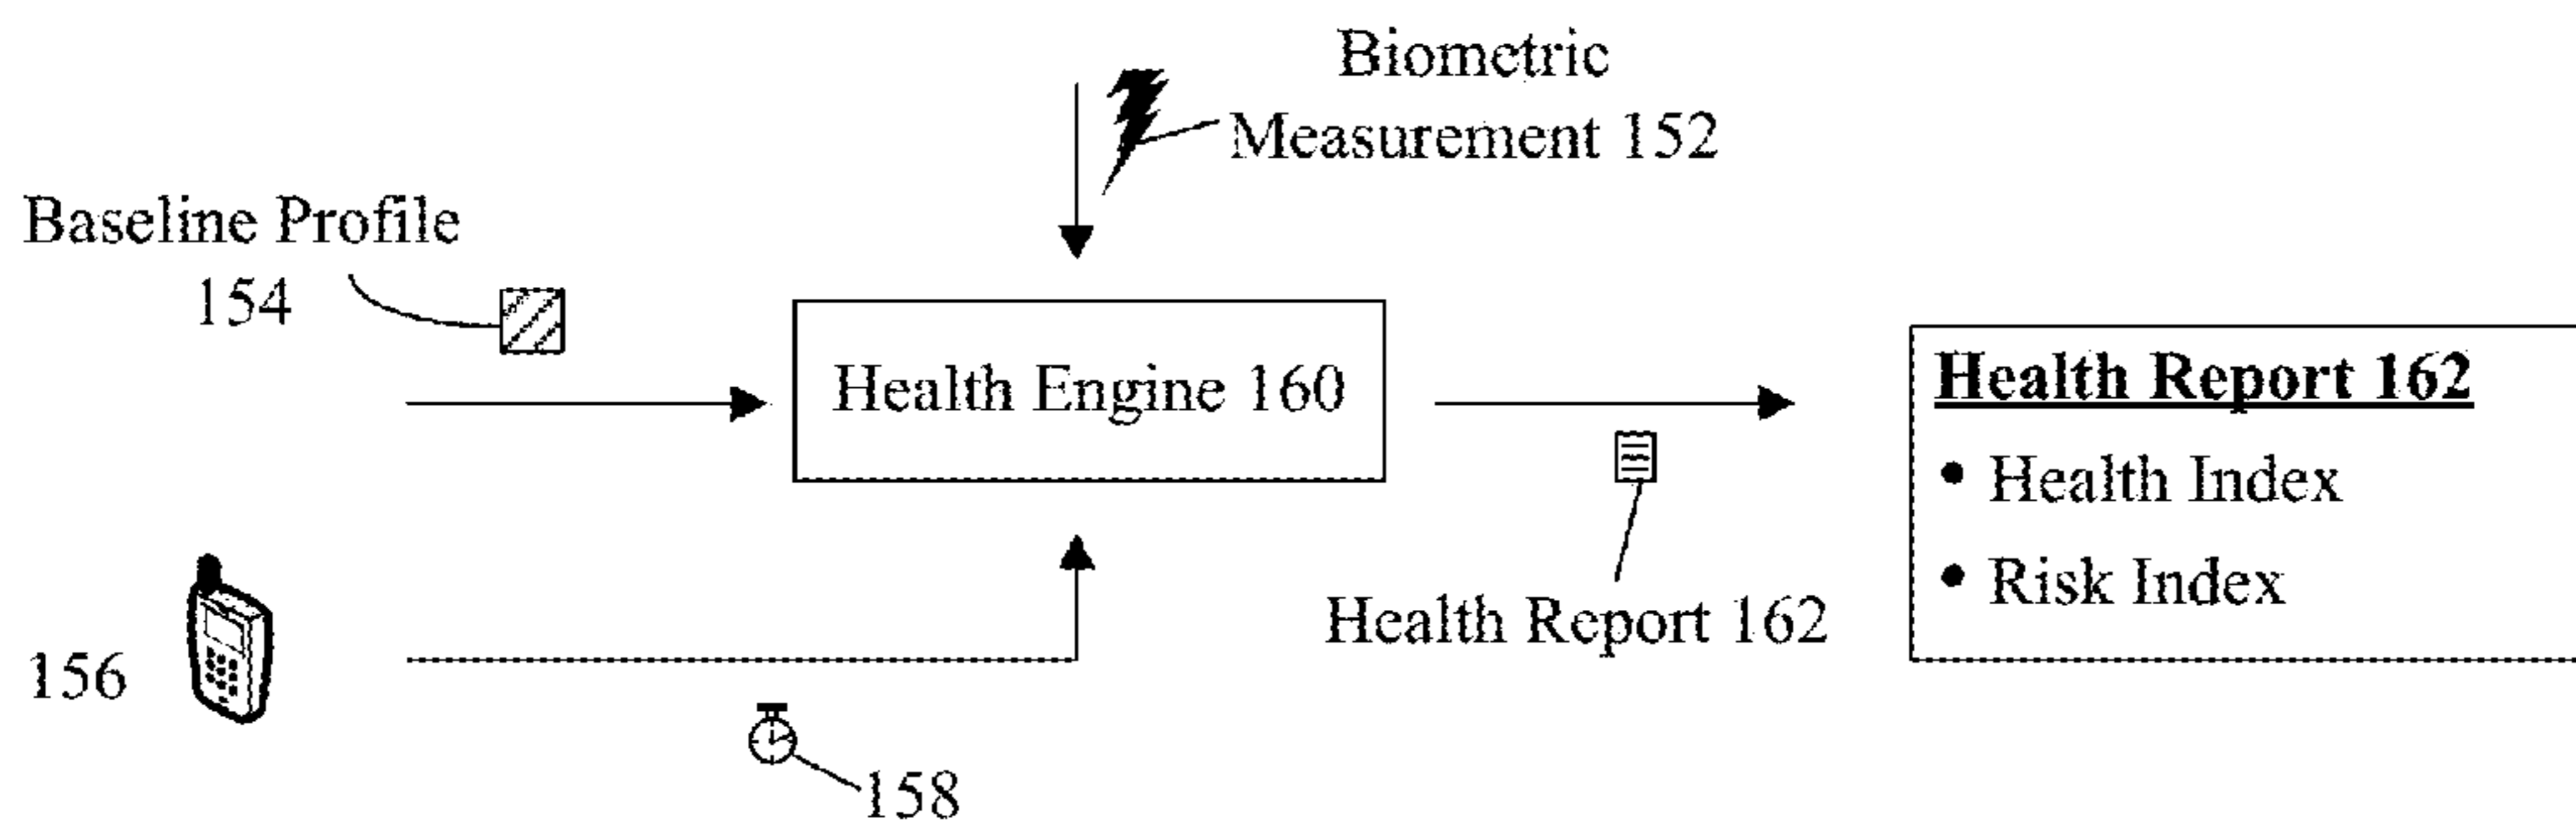 Biometric
Measurement 152
Baseline Profile
154
Health Engine 160
Health Report 162
• Health Index
• Risk Index
Health Report 162
156
158